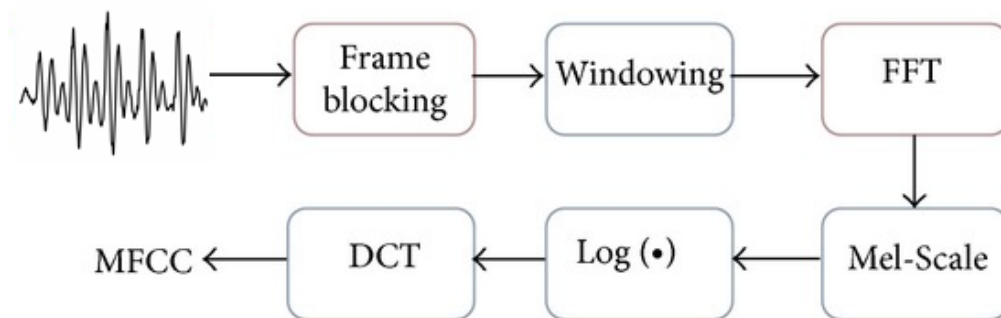 Frame
blocking
Windowing
FFT
Mel-Scale
Log (•)
DCT
MFCC